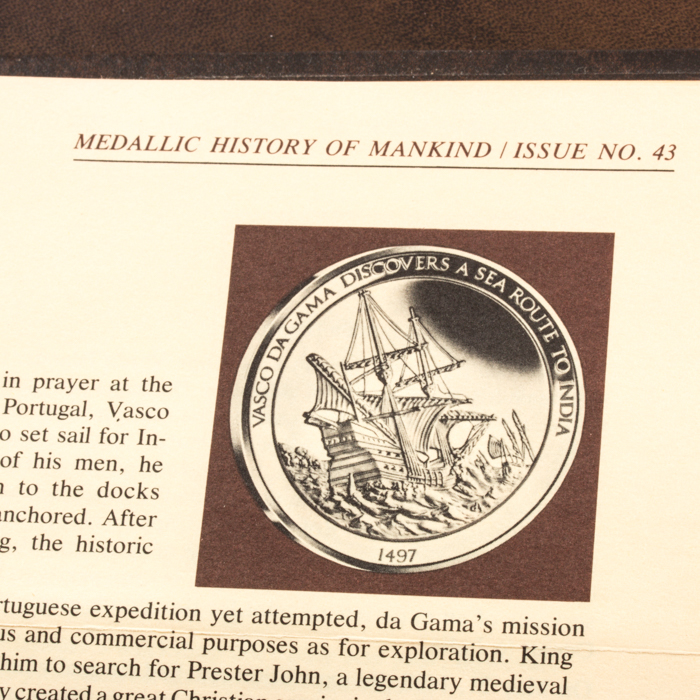 MEDALLIC HISTORY OF MANKIND / ISSUE NO. 43
VASCO DA GAMA DISCOVERS A SEA ROUTE TO INDIA
1497
in prayer at the
Portugal, Vasco
set sail for In-
of his men, he
to the docks
anchored. After
the historic
expedition yet attempted, da Gama's mission
and commercial purposes as for exploration. King
him to search for Prester John, a legendary medieval
created a great Christian